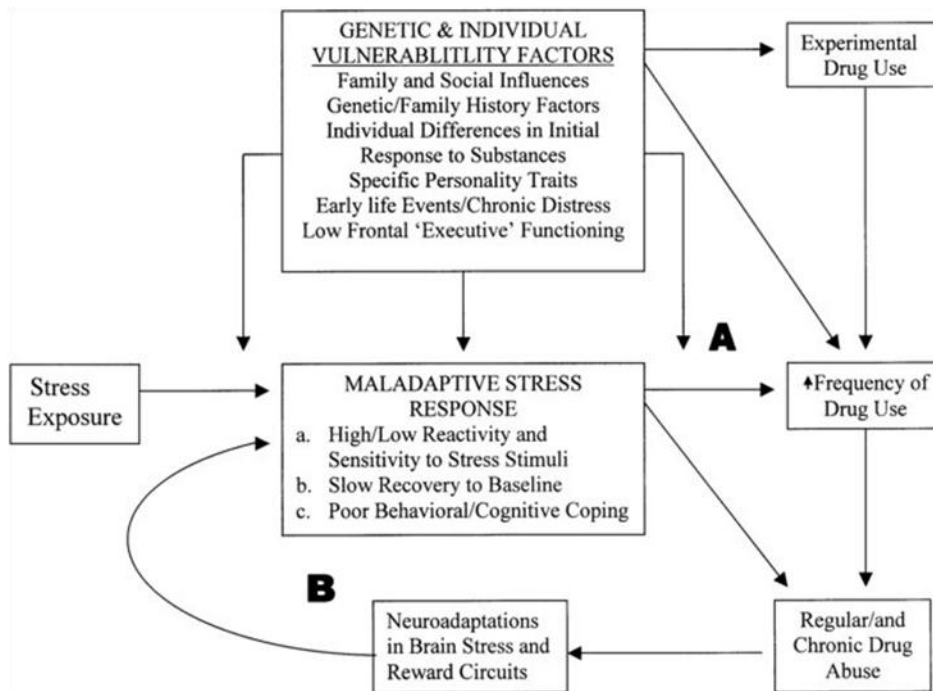 GENETIC & INDIVIDUAL
VULNERABLITLITY FACTORS
Family and Social Influences
Genetic/Family History Factors
Individual Differences in Initial
Response to Substances
Specific Personality Traits
Early life Events/Chronic Distress
Low Frontal ‘Executive’ Functioning
Experimental
Drug Use
A
Stress
Exposure
MALADAPTIVE STRESS
RESPONSE
a. High/Low Reactivity and
Sensitivity to Stress Stimuli
b. Slow Recovery to Baseline
c. Poor Behavioral/Cognitive Coping
Frequency of
Drug Use
B
Neuroadaptations
in Brain Stress and
Reward Circuits
Regular/and
Chronic Drug
Abuse